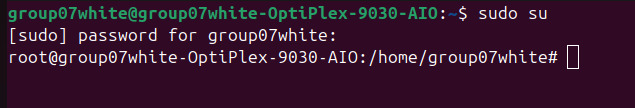 group07white@group07white-OptiPlex-9030-AIO:~$ sudo su
[sudo] password for group07white:
root@group07white-OptiPlex-9030-AIO:/home/group07white#